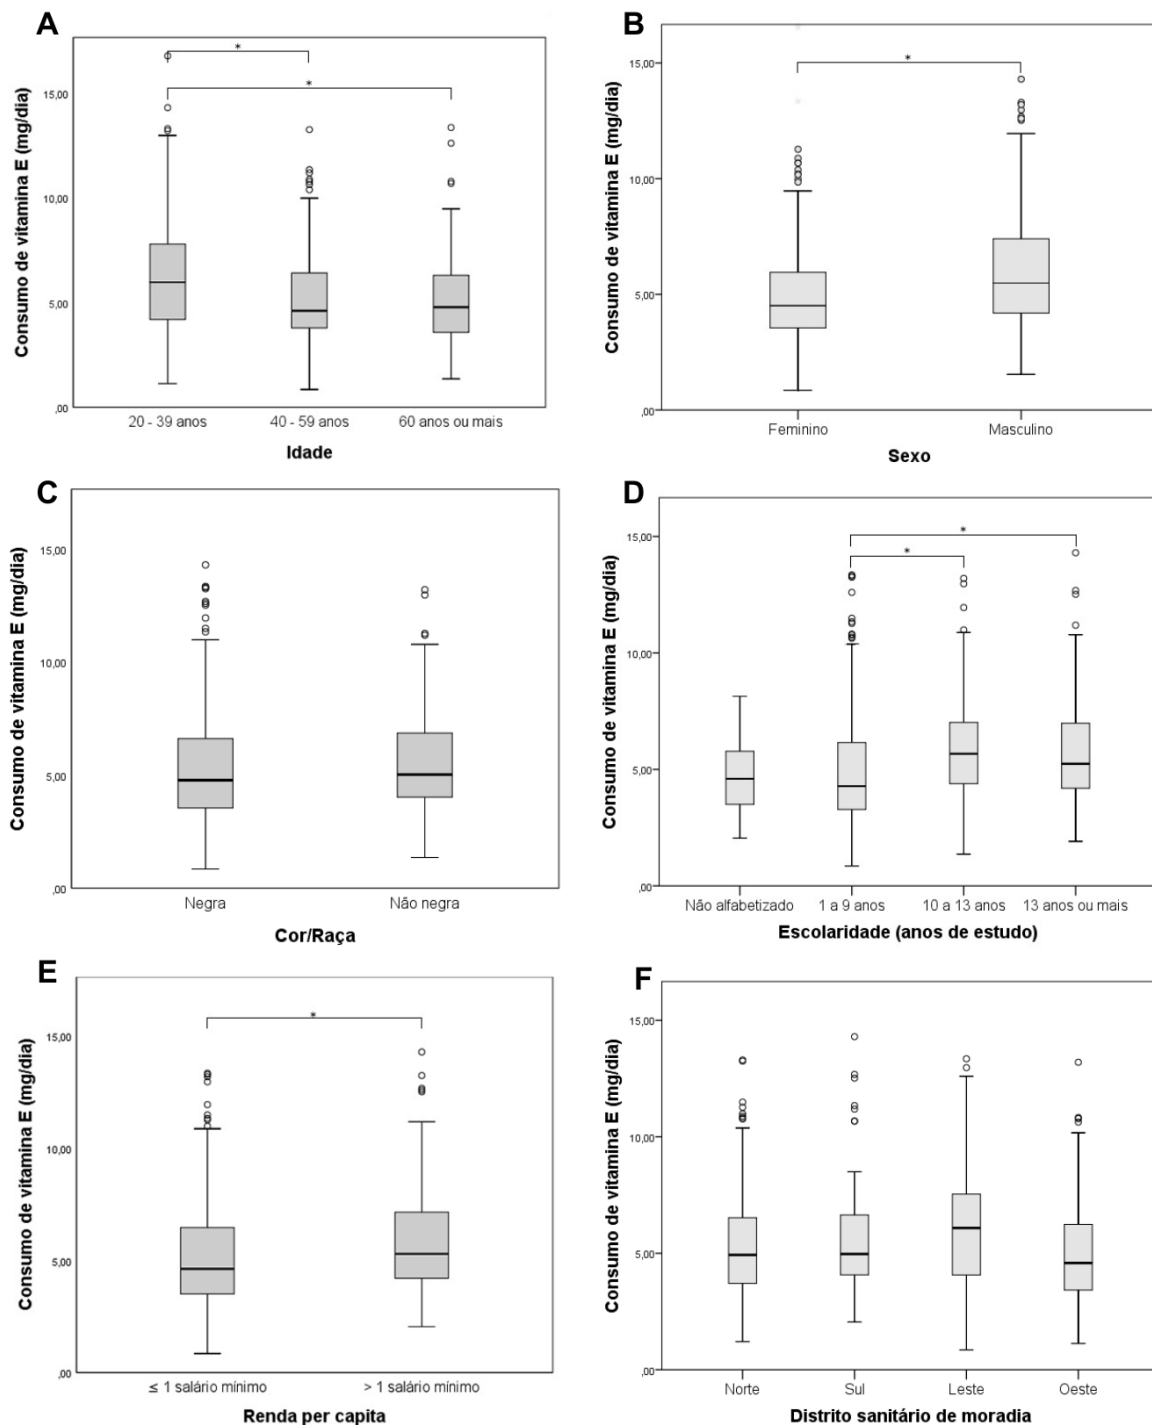 A
Consumo de vitamina E (mg/dia)
15,00
10,00
5,00
,00
*
*
20 - 39 anos
40 - 59 anos
60 anos ou mais
Idade
B
Consumo de vitamina E (mg/dia)
15,00
10,00
5,00
,00
*
Feminino
Masculino
Sexo
C
Consumo de vitamina E (mg/dia)
15,00
10,00
5,00
,00
Negra
Não negra
Cor/Raça
D
Consumo de vitamina E (mg/dia)
15,00
10,00
5,00
,00
*
*
Não alfabetizado
1 a 9 anos
10 a 13 anos
13 anos ou mais
Escolaridade (anos de estudo)
E
Consumo de vitamina E (mg/dia)
15,00
10,00
5,00
,00
*
≤ 1 salário mínimo
> 1 salário mínimo
Renda per capita
F
Consumo de vitamina E (mg/dia)
15,00
10,00
5,00
,00
Norte
Sul
Leste
Oeste
Distrito sanitário de moradia